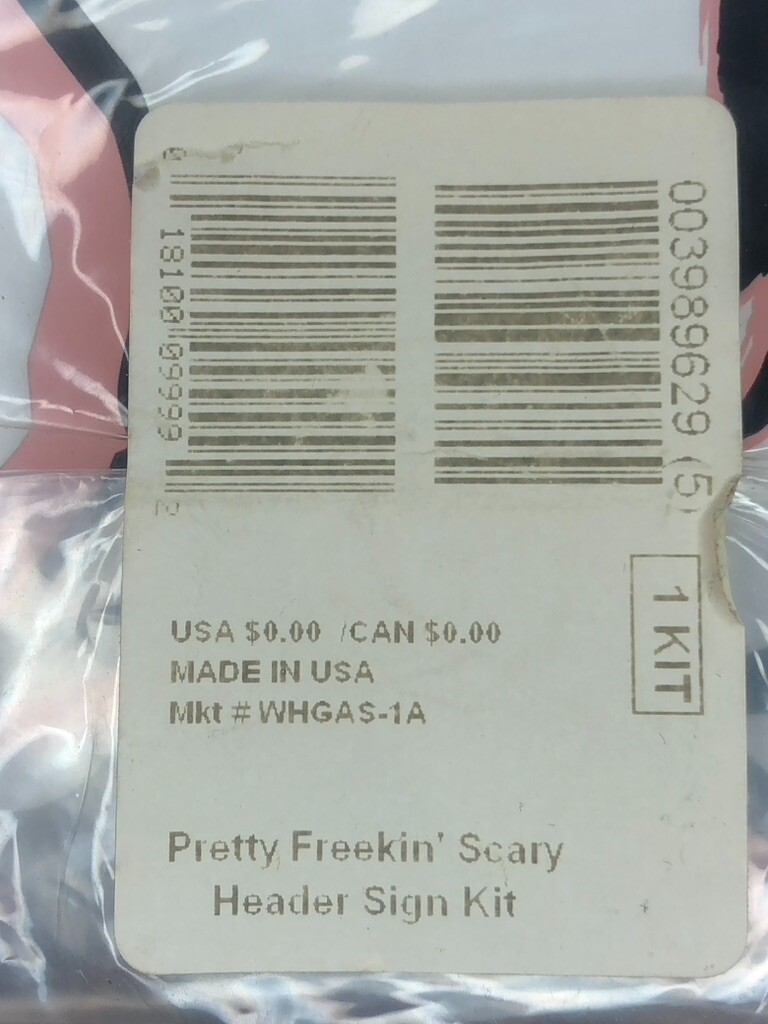 0 18100 09999 2
003989629 (5)
1 KIT
USA $0.00 /CAN $0.00
MADE IN USA
Mkt # WHGAS-1A
Pretty Freekin' Scary
Header Sign Kit